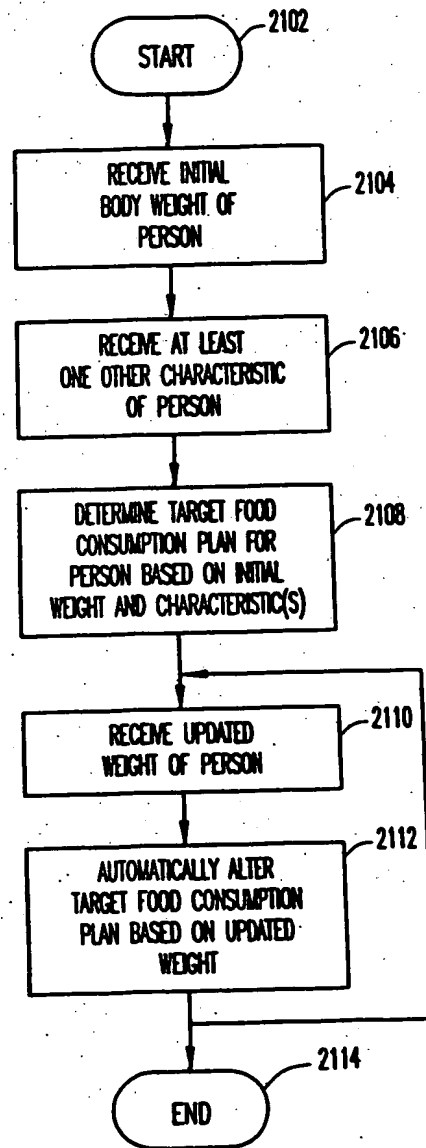 START
2102
RECEIVE INITIAL
BODY WEIGHT OF
PERSON
2104
RECEIVE AT LEAST
ONE OTHER CHARACTERISTIC
OF PERSON
2106
DETERMINE TARGET FOOD
CONSUMPTION PLAN FOR
PERSON BASED ON INITIAL
WEIGHT AND CHARACTERISTIC(S)
2108
RECEIVE UPDATED
WEIGHT OF PERSON
2110
AUTOMATICALLY ALTER
TARGET FOOD CONSUMPTION
PLAN BASED ON UPDATED
WEIGHT
2112
END
2114